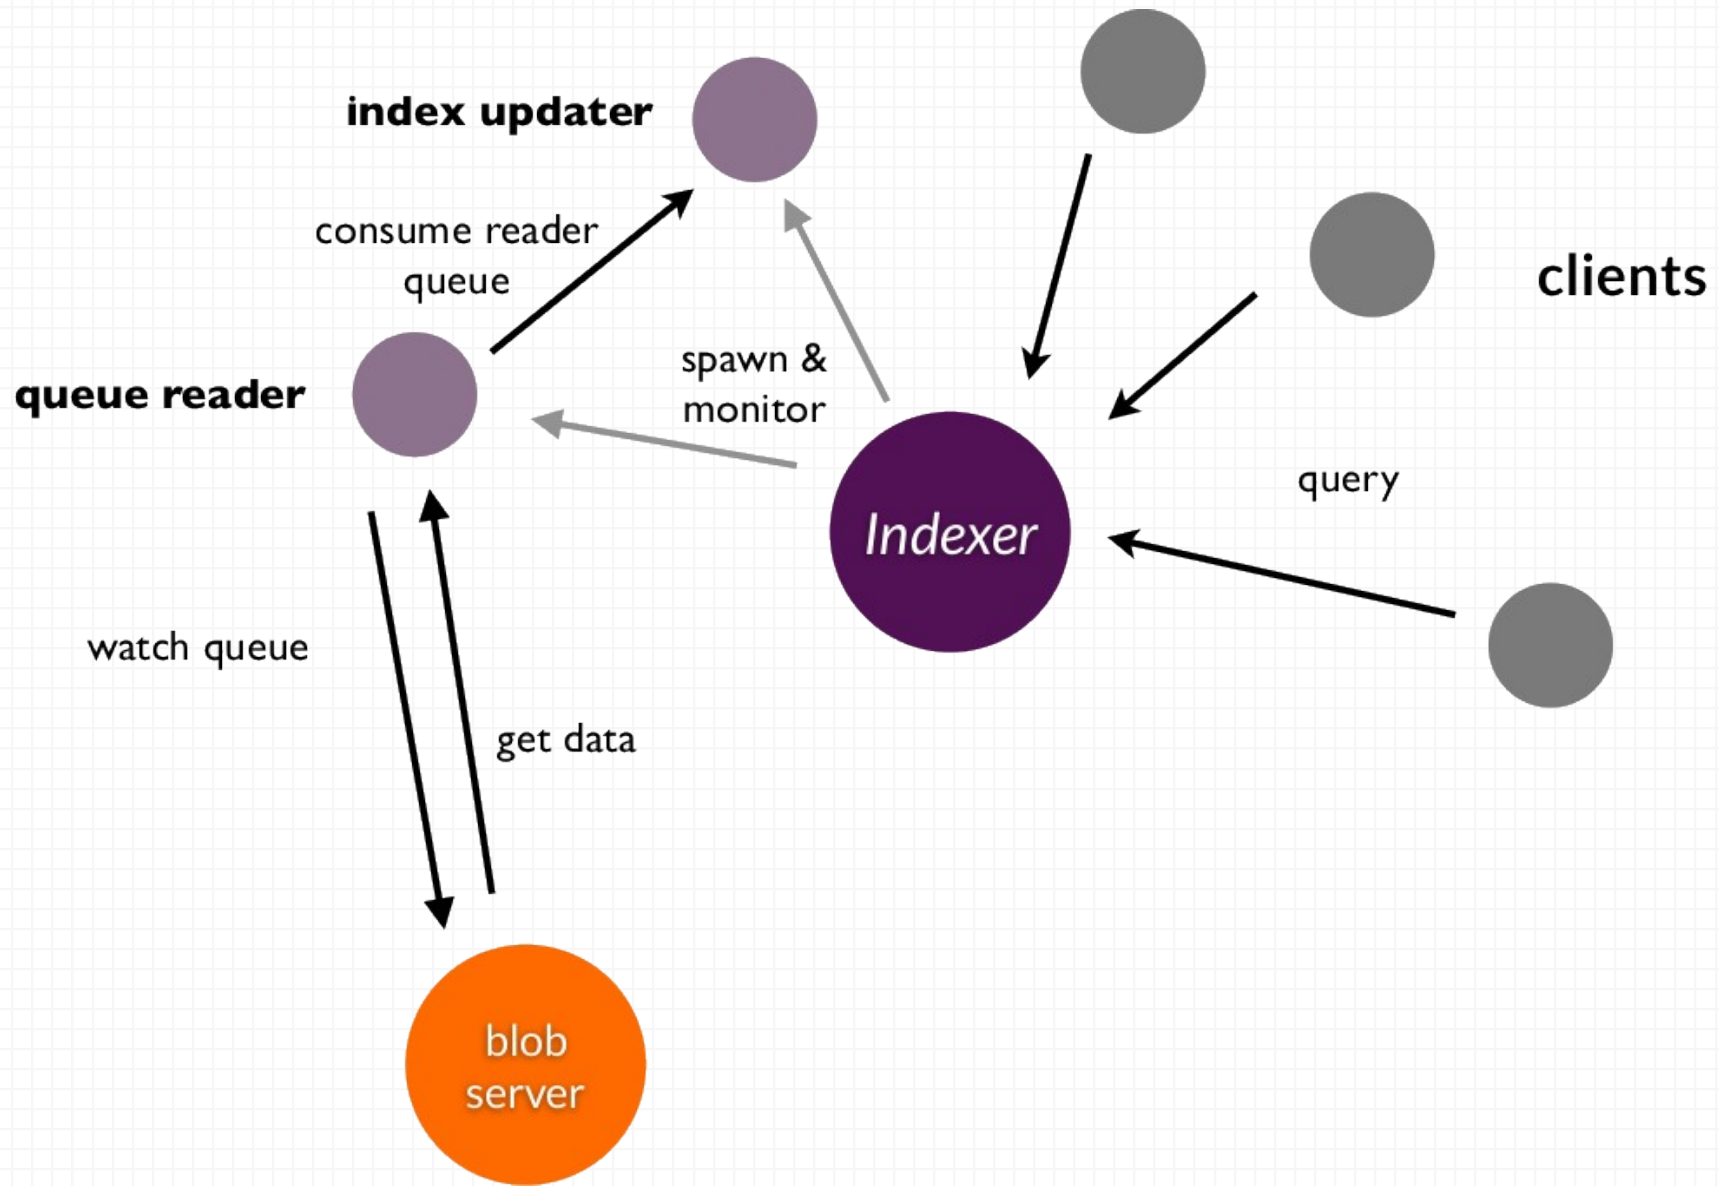 index updater
consume reader
queue
clients
spawn &
monitor
queue reader
query
Indexer
watch queue
get data
blob
server